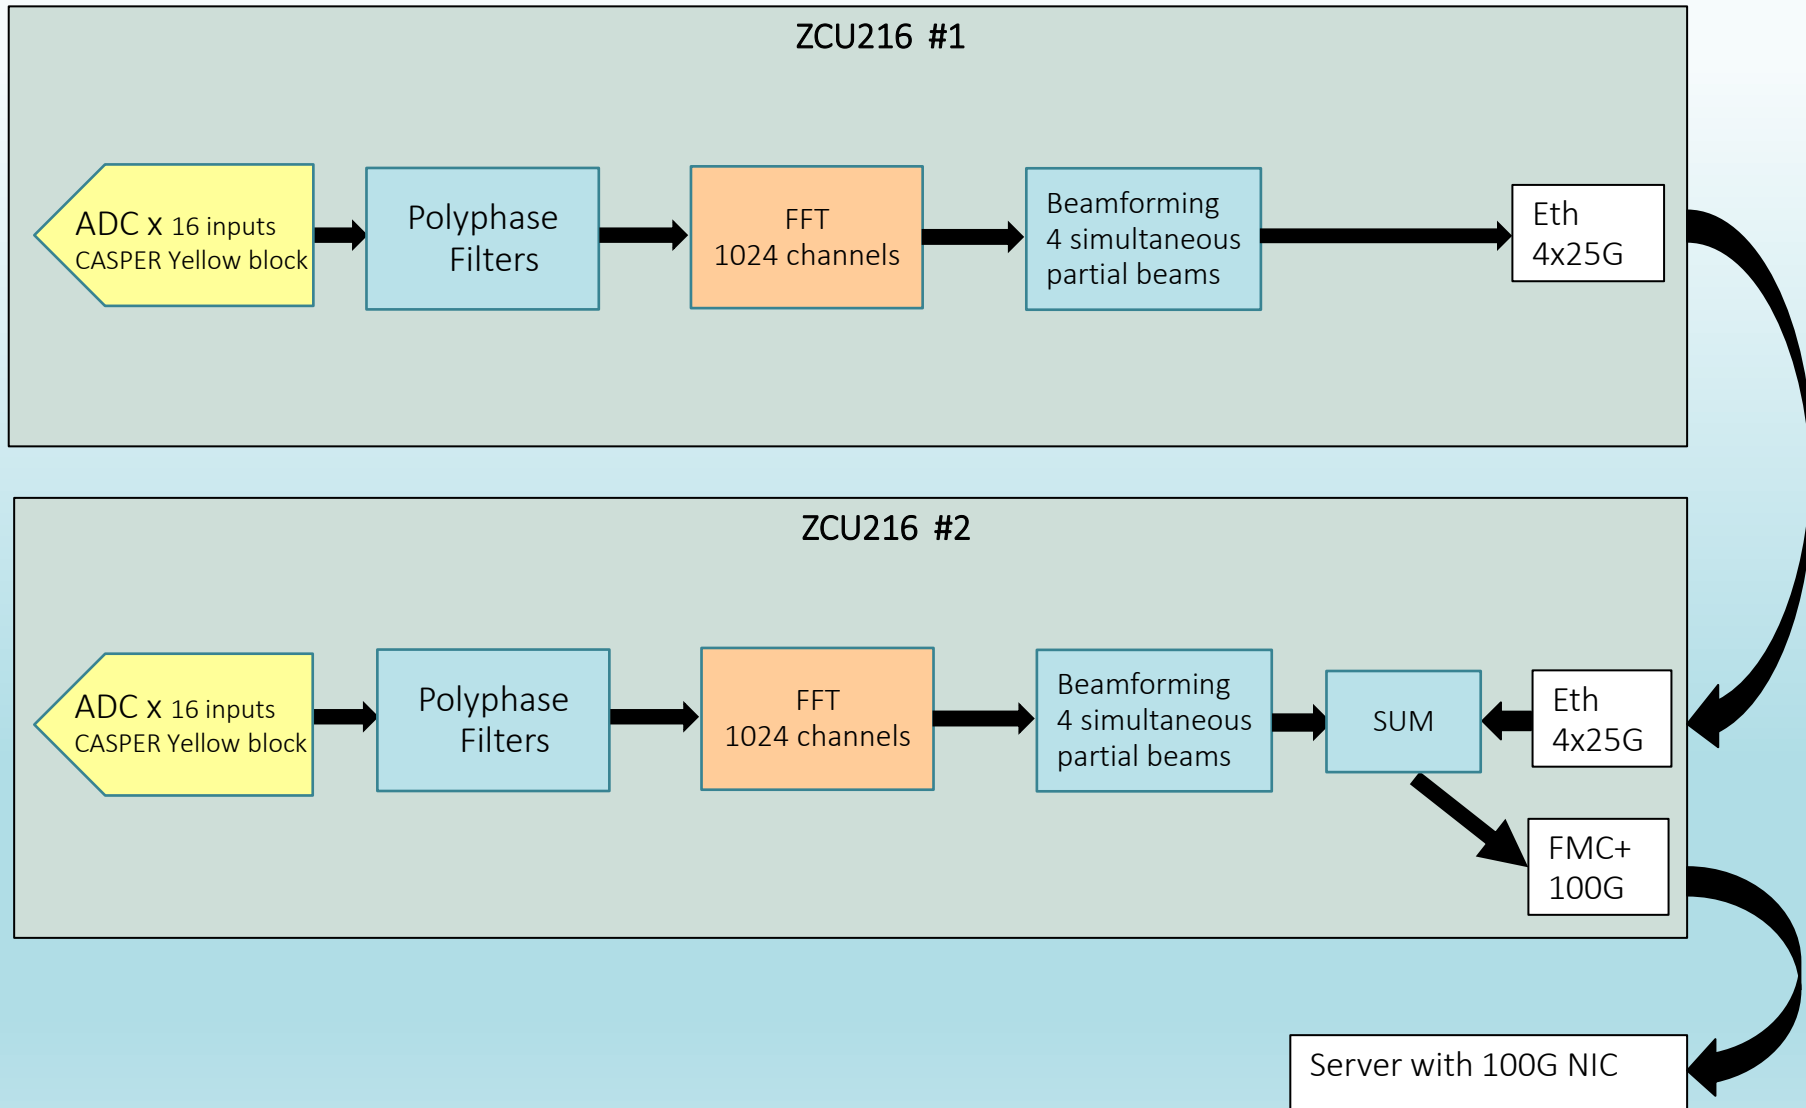 ZCU216 #1
ADC x 16 inputs
CASPER Yellow block
Polyphase
Filters
FFT
1024 channels
Beamforming
4 simultaneous
partial beams
Eth
4x25G
ZCU216 #2
ADC x 16 inputs
CASPER Yellow block
Polyphase
Filters
FFT
1024 channels
Beamforming
4 simultaneous
partial beams
SUM
Eth
4x25G
FMC+
100G
Server with 100G NIC